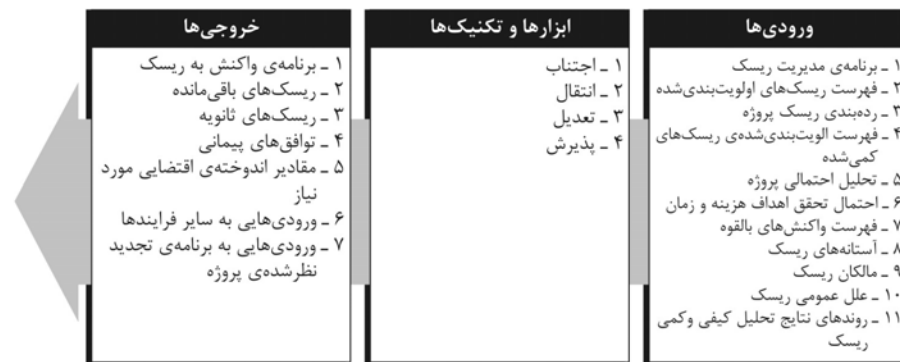 ورودی‌ها
۱ ـ برنامه‌ی مدیریت ریسک
۲ ـ فهرست ریسک‌های اولویت‌بندی‌شده
۳ ـ رده‌بندی ریسک پروژه
۴ ـ فهرست الویت‌بندی‌شده‌ی ریسک‌های
کمی‌شده
۵ ـ تحلیل احتمالی پروژه
۶ ـ احتمال تحقق اهداف هزینه و زمان
۷ ـ فهرست واکنش‌های بالقوه
۸ ـ آستانه‌های ریسک
۹ ـ مالکان ریسک
۱۰ ـ علل عمومی ریسک
۱۱ ـ روندهای نتایج تحلیل کیفی وکمی
ریسک
ابزارها و تکنیک‌ها
۱ ـ اجتناب
۲ ـ انتقال
۳ ـ تعدیل
۴ ـ پذیرش
خروجی‌ها
۱ ـ برنامه‌ی واکنش به ریسک
۲ ـ ریسک‌های باقی‌مانده
۳ ـ ریسک‌های ثانویه
۴ ـ توافق‌های پیمانی
۵ ـ مقادیر اندوخته‌ی اقتضایی مورد
نیاز
۶ ـ ورودی‌هایی به سایر فرایندها
۷ ـ ورودی‌هایی به برنامه‌ی تجدید
نظرشده‌ی پروژه